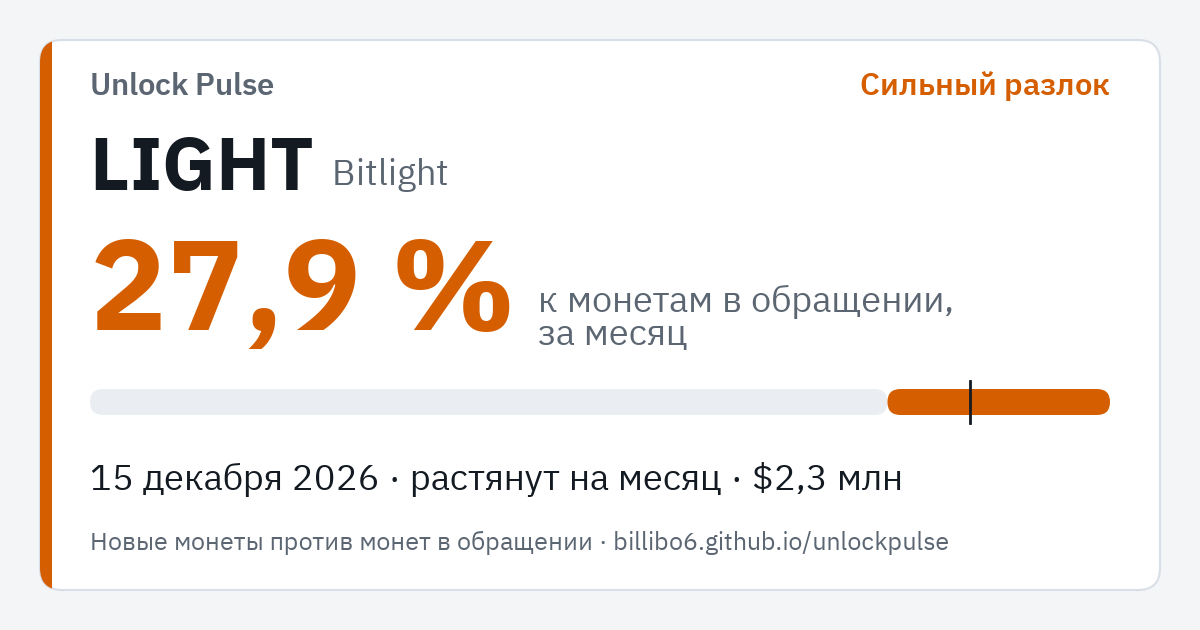 Unlock Pulse
Сильный разлок
LIGHT Bitlight
27,9 % к монетам в обращении,
за месяц
15 декабря 2026 · растянут на месяц · $2,3 млн
Новые монеты против монет в обращении · billibo6.github.io/unlockpulse